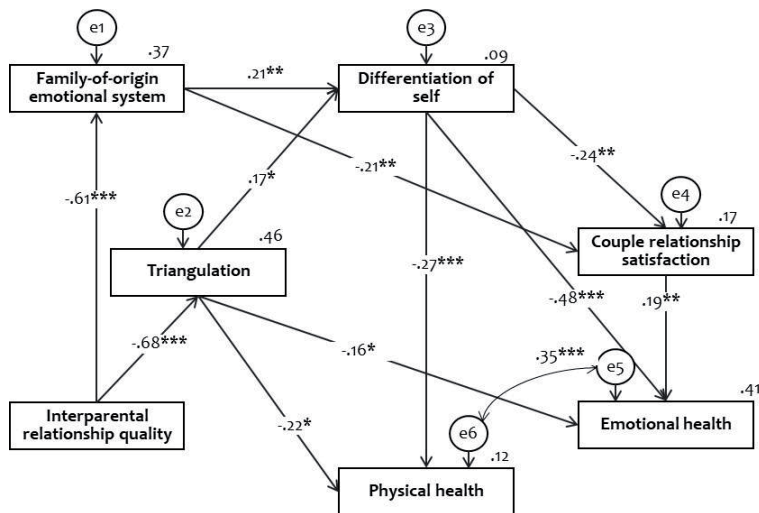 e1
e3
.37
.09
Family-of-origin
emotional system
.21**
Differentiation of
self
-.21**
-.24**
.17*
-.61***
e2
e4
.46
.17
Triangulation
Couple relationship
satisfaction
-.27***
-.48***
.19**
-.68***
-.16*
.35***
e5
-.22*
Interparental
relationship quality
e6
.41
Emotional health
.12
Physical health